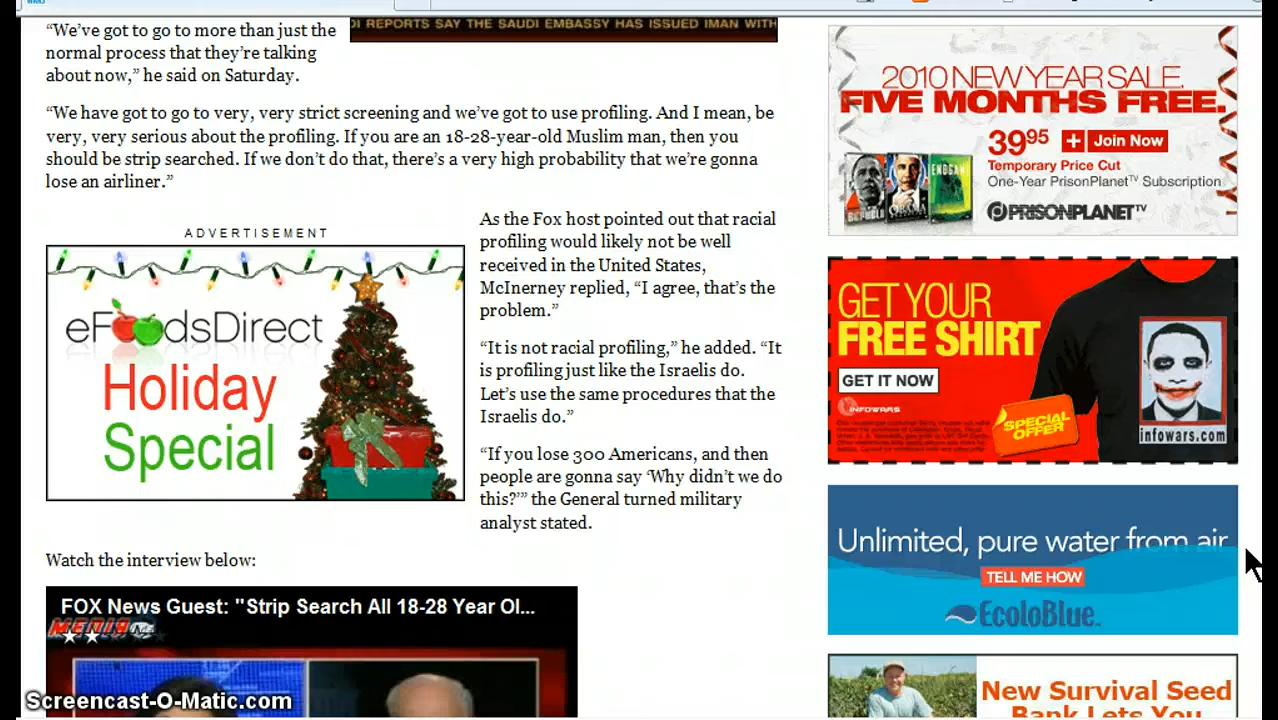 WARS
DI REPORTS SAY THE SAUDI EMBASSY HAS ISSUED IMAN WITH
“We’ve got to go to more than just the
normal process that they’re talking
about now,” he said on Saturday.
“We have got to go to very, very strict screening and we’ve got to use profiling. And I mean, be
very, very serious about the profiling. If you are an 18-28-year-old Muslim man, then you
should be strip searched. If we don’t do that, there’s a very high probability that we’re gonna
lose an airliner.”
ADVERTISEMENT
eFoodsDirect
Holiday
Special
As the Fox host pointed out that racial
profiling would likely not be well
received in the United States,
McInerney replied, “I agree, that’s the
problem.”
“It is not racial profiling,” he added. “It
is profiling just like the Israelis do.
Let’s use the same procedures that the
Israelis do.”
“If you lose 300 Americans, and then
people are gonna say ‘Why didn’t we do
this?’” the General turned military
analyst stated.
Watch the interview below:
FOX News Guest: "Strip Search All 18-28 Year Ol...
MEDIA
Screencast-O-Matic.com
2010 NEW YEAR SALE.
FIVE MONTHS FREE.
39.95 + Join Now
Temporary Price Cut
One-Year PrisonPlanet TV Subscription
PRISONPLANET TV
ENDGAME
GET YOUR
FREE SHIRT
GET IT NOW
INFOWARS
SPECIAL
OFFER
infowars.com
Unlimited, pure water from air
TELL ME HOW
EcoloBlue
New Survival Seed
Bank Lets You